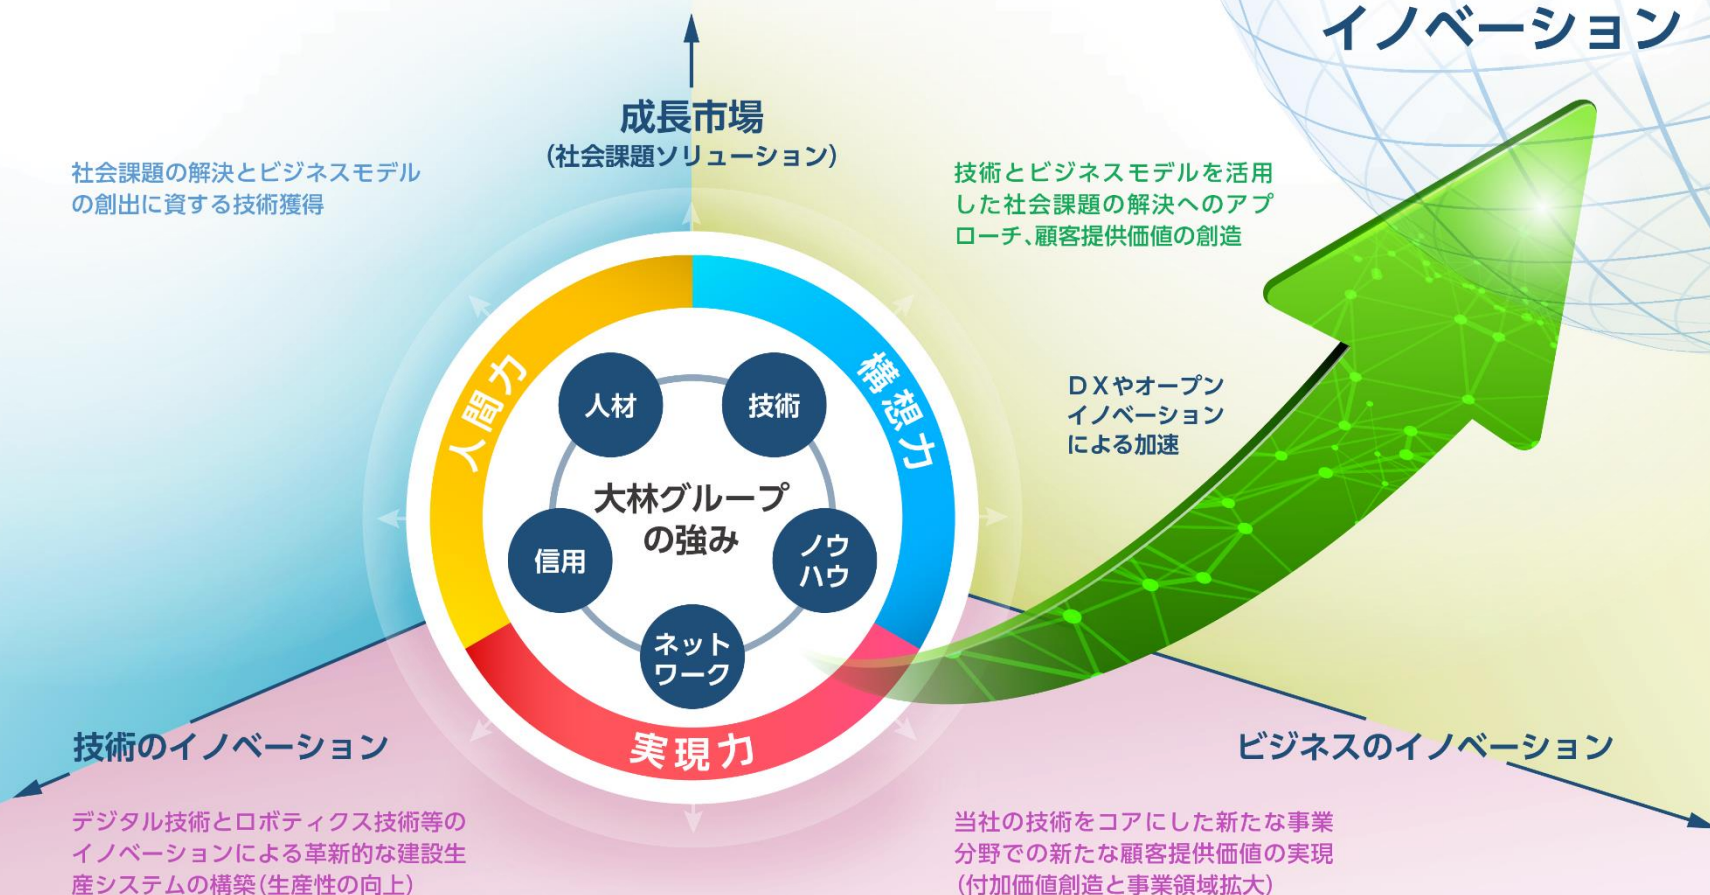 イノベーション
成長市場
（社会課題ソリューション）
社会課題の解決とビジネスモデル
の創出に資する技術獲得
技術とビジネスモデルを活用
した社会課題の解決へのアプ
ローチ、顧客提供価値の創造
ＤＸやオープン
イノベーション
による加速
人間力
構想力
実現力
人材
技術
大林グループ
の強み
信用
ノウ
ハウ
ネット
ワーク
技術のイノベーション
ビジネスのイノベーション
デジタル技術とロボティクス技術等の
イノベーションによる革新的な建設生
産システムの構築（生産性の向上）
当社の技術をコアにした新たな事業
分野での新たな顧客提供価値の実現
（付加価値創造と事業領域拡大）